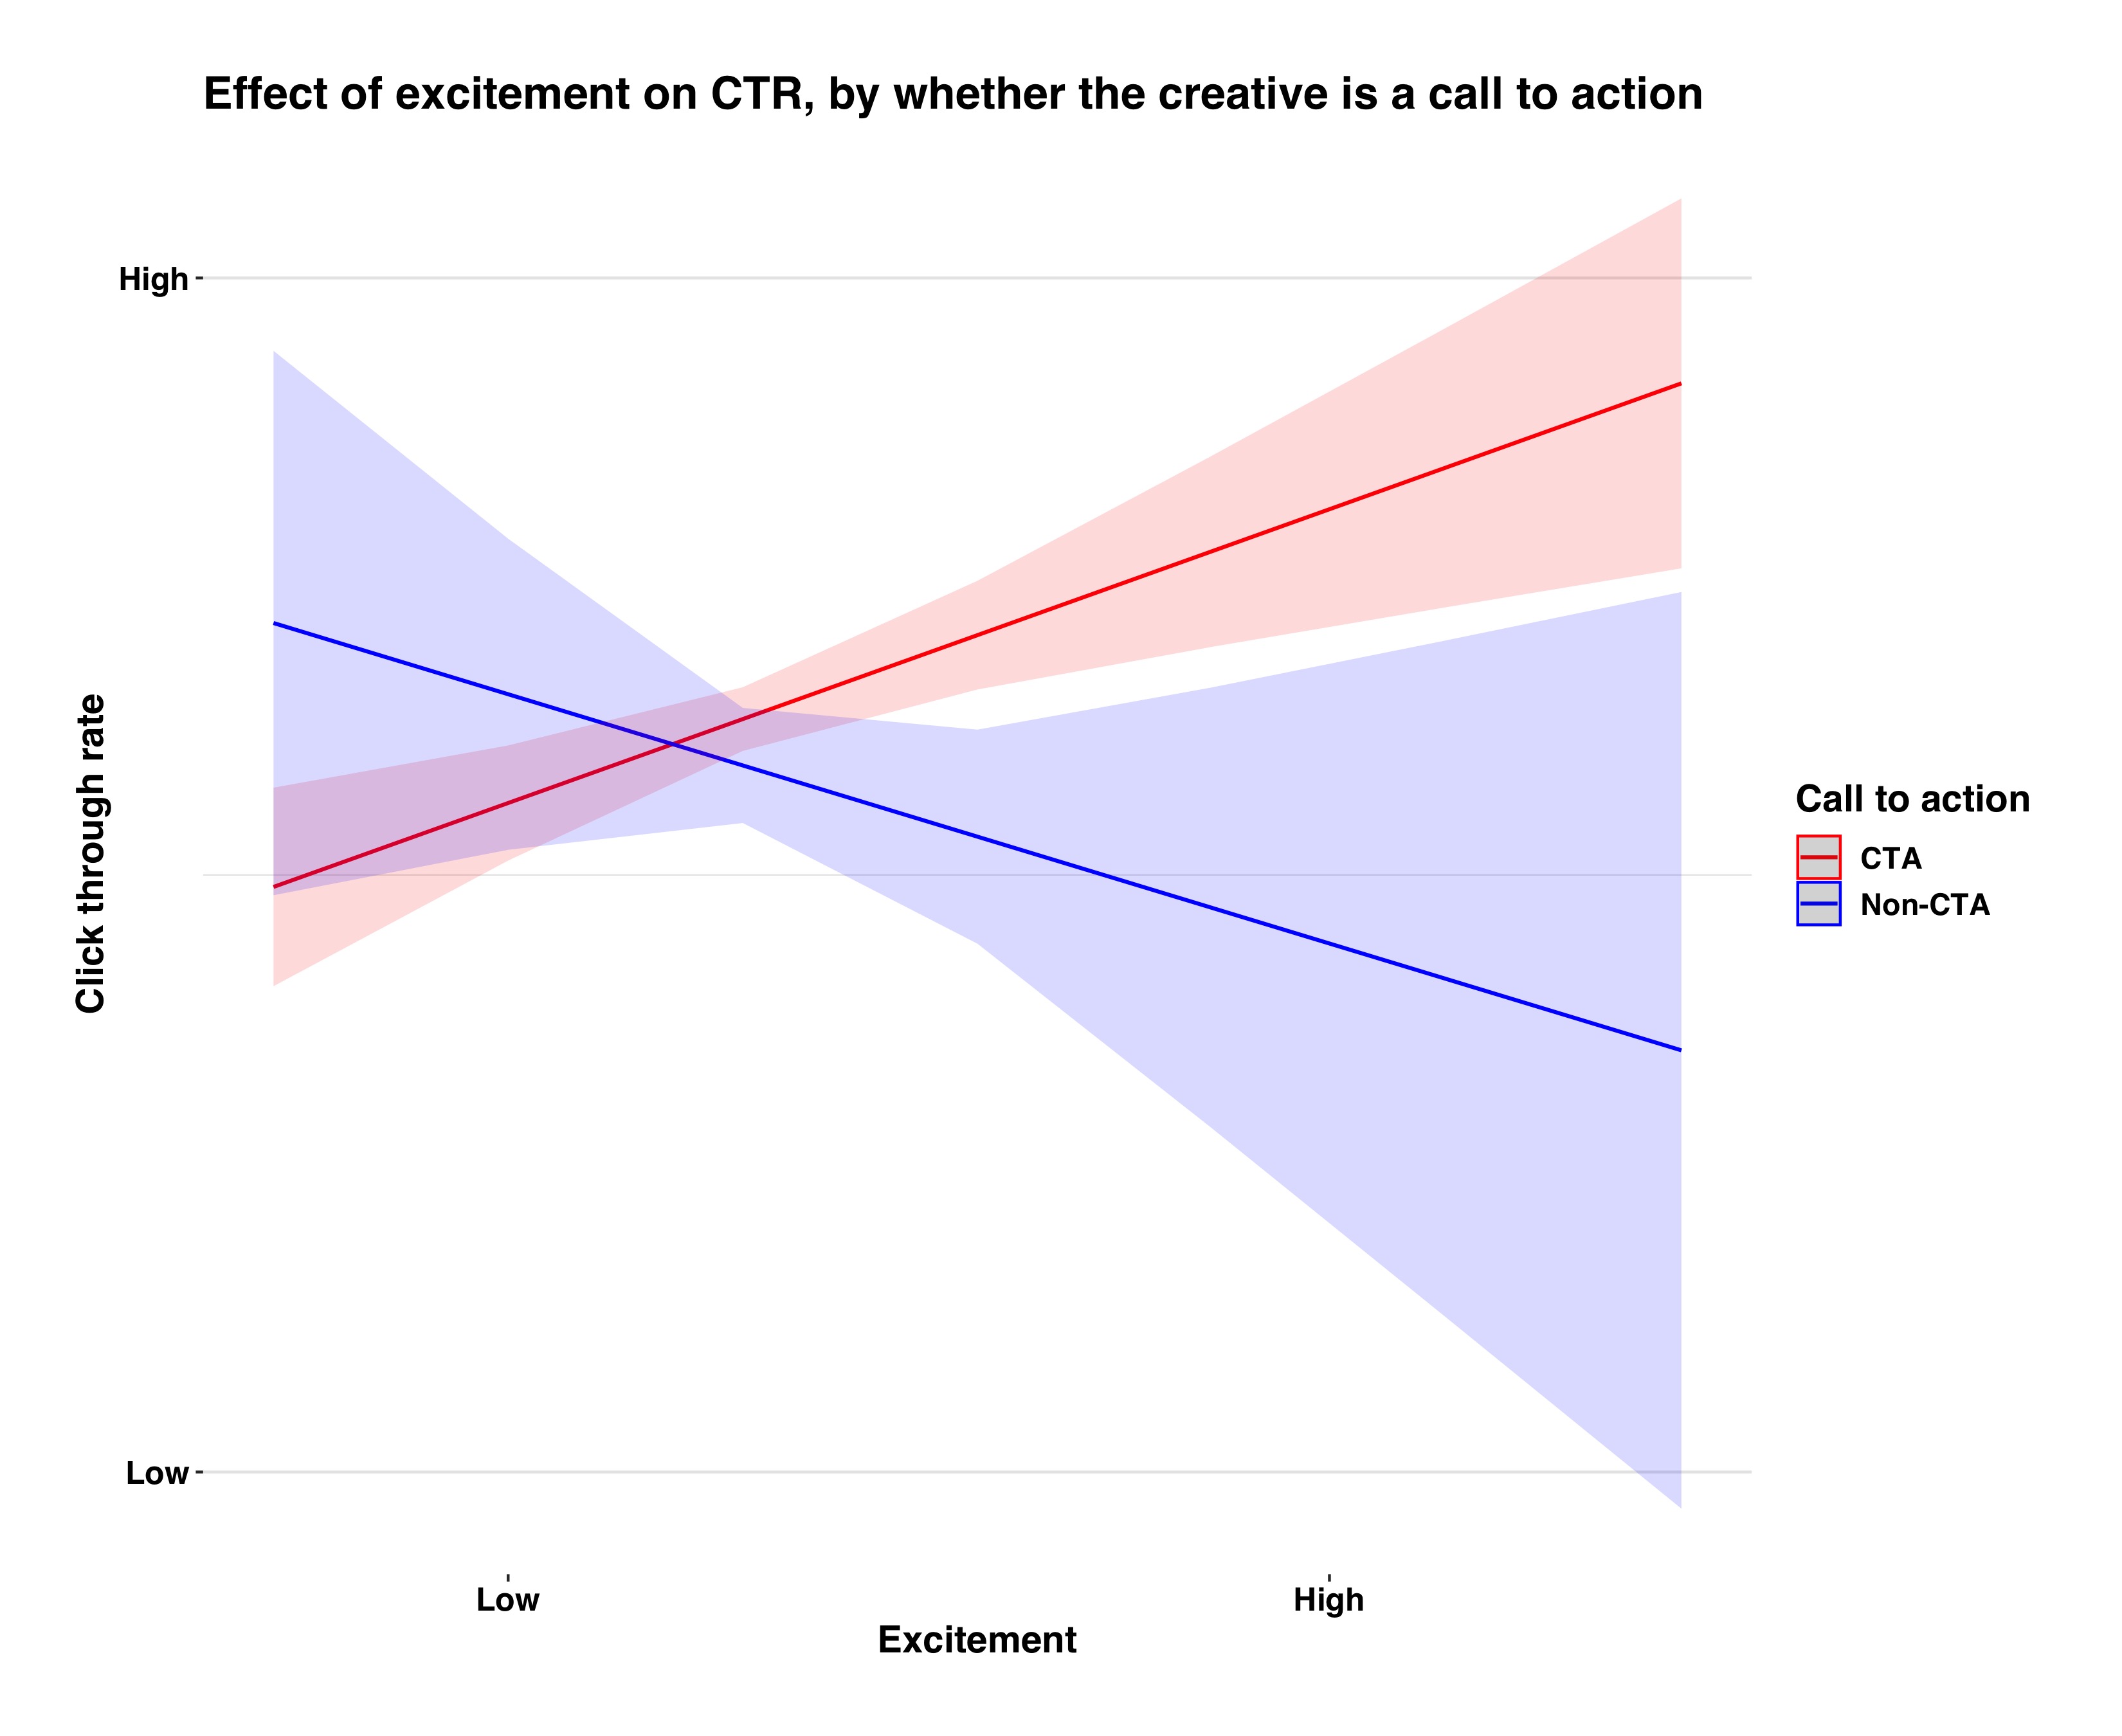 Effect of excitement on CTR, by whether the creative is a call to action
High
Click through rate
Low
Low
High
Excitement
Call to action
CTA
Non-CTA